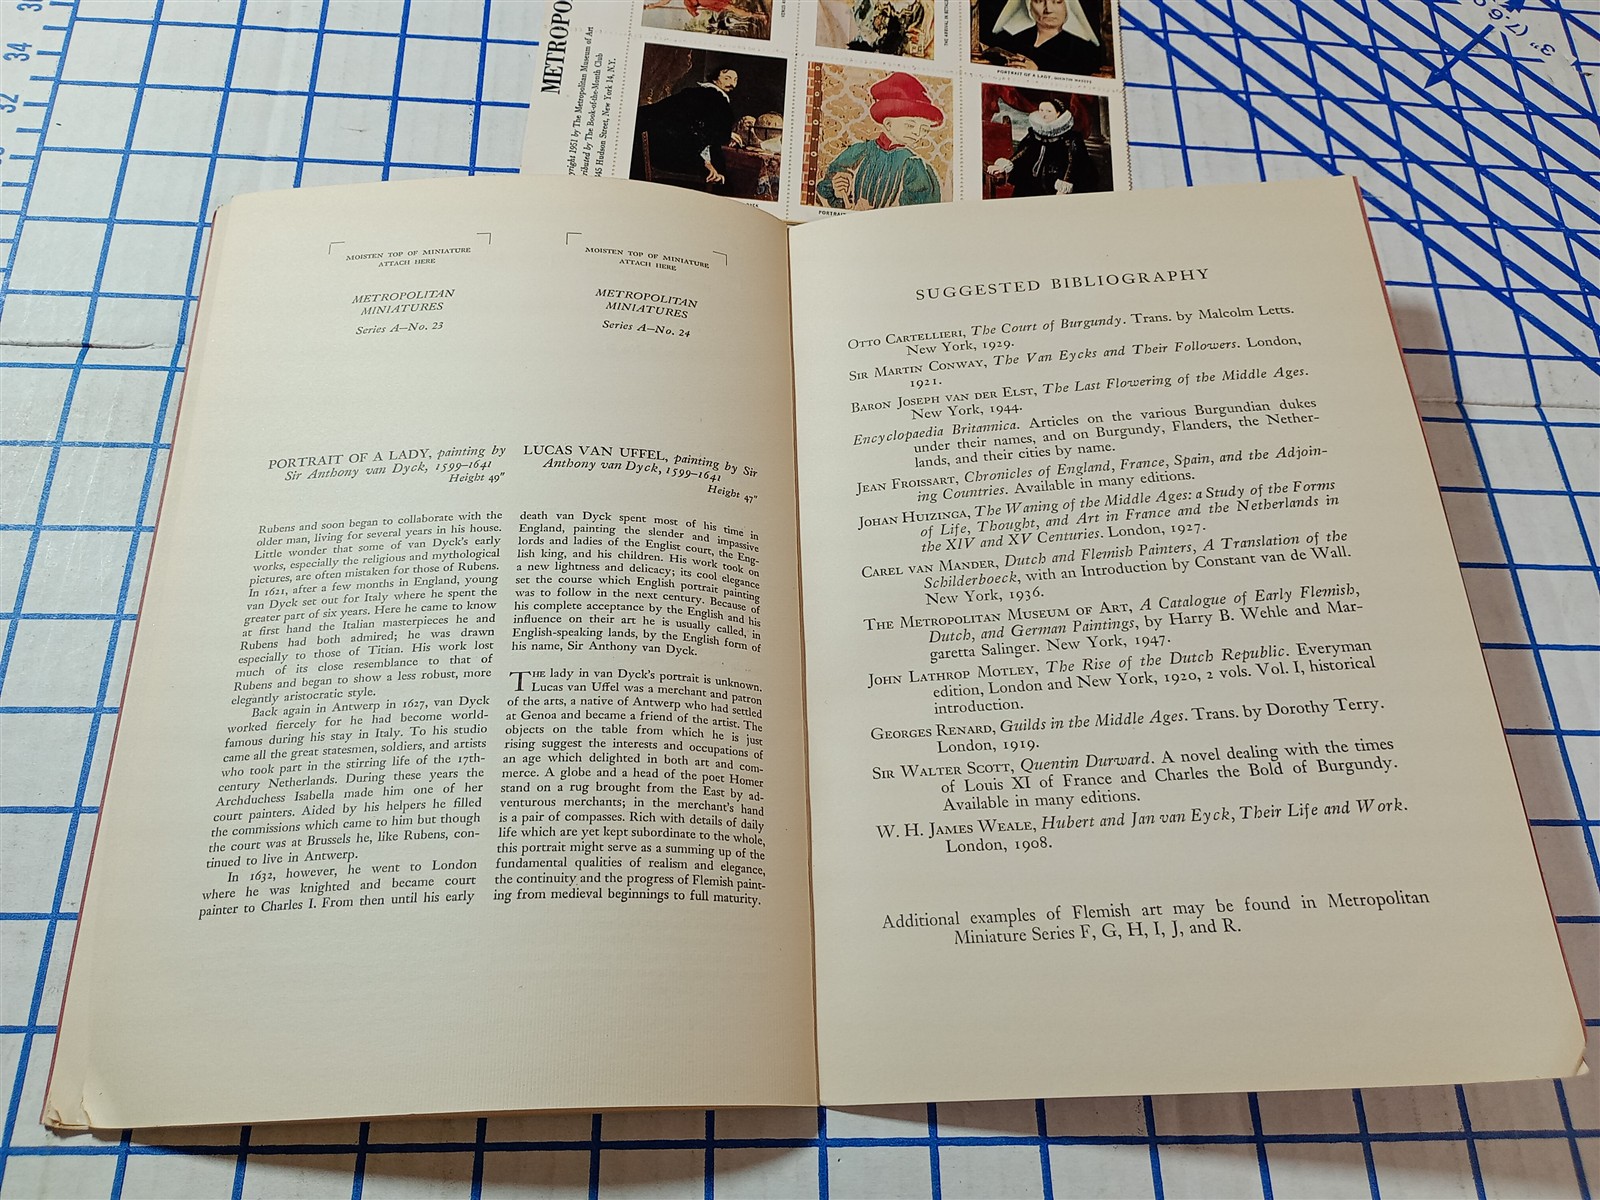 METROPO
yright 1951 by The Metropolitan Museum of Art
ributed by The Book-of-the-Month Club
345 Hudson Street, New York 14, N.Y.
PORTRAIT OF A LADY, QUENTIN MASSYS
PORTRAIT
36
34
32
3"
MOISTEN TOP OF MINIATURE
ATTACH HERE
METROPOLITAN
MINIATURES
Series A—No. 23
PORTRAIT OF A LADY, painting by
Sir Anthony van Dyck, 1599–1641
Height 49"
Rubens and soon began to collaborate with the
older man, living for several years in his house.
Little wonder that some of van Dyck's early
works, especially the religious and mythological
pictures, are often mistaken for those of Rubens.
In 1621, after a few months in England, young
van Dyck set out for Italy where he spent the
greater part of six years. Here he came to know
at first hand the Italian masterpieces he and
Rubens had both admired; he was drawn
especially to those of Titian. His work lost
much of its close resemblance to that of
Rubens and began to show a less robust, more
elegantly aristocratic style.
Back again in Antwerp in 1627, van Dyck
worked fiercely for he had become world-
famous during his stay in Italy. To his studio
came all the great statesmen, soldiers, and artists
who took part in the stirring life of the 17th-
century Netherlands. During these years the
Archduchess Isabella made him one of her
court painters. Aided by his helpers he filled
the commissions which came to him but though
the court was at Brussels he, like Rubens, con-
tinued to live in Antwerp.
In 1632, however, he went to London
where he was knighted and became court
painter to Charles I. From then until his early
MOISTEN TOP OF MINIATURE
ATTACH HERE
METROPOLITAN
MINIATURES
Series A—No. 24
LUCAS VAN UFFEL, painting by Sir
Anthony van Dyck, 1599–1641
Height 47"
death van Dyck spent most of his time in
England, painting the slender and impassive
lords and ladies of the Englist court, the Eng-
lish king, and his children. His work took on
a new lightness and delicacy; its cool elegance
set the course which English portrait painting
was to follow in the next century. Because of
his complete acceptance by the English and his
influence on their art he is usually called, in
English-speaking lands, by the English form of
his name, Sir Anthony van Dyck.
THE lady in van Dyck's portrait is unknown.
Lucas van Uffel was a merchant and patron
of the arts, a native of Antwerp who had settled
at Genoa and became a friend of the artist. The
objects on the table from which he is just
rising suggest the interests and occupations of
an age which delighted in both art and com-
merce. A globe and a head of the poet Homer
stand on a rug brought from the East by ad-
venturous merchants; in the merchant's hand
is a pair of compasses. Rich with details of daily
life which are yet kept subordinate to the whole,
this portrait might serve as a summing up of the
fundamental qualities of realism and elegance,
the continuity and the progress of Flemish paint-
ing from medieval beginnings to full maturity.
SUGGESTED BIBLIOGRAPHY
OTTO CARTELLIERI, The Court of Burgundy. Trans. by Malcolm Letts.
New York, 1929.
SIR MARTIN CONWAY, The Van Eycks and Their Followers. London,
1921.
BARON JOSEPH VAN DER ELST, The Last Flowering of the Middle Ages.
New York, 1944.
Encyclopaedia Britannica. Articles on the various Burgundian dukes
under their names, and on Burgundy, Flanders, the Nether-
lands, and their cities by name.
JEAN FROISSART, Chronicles of England, France, Spain, and the Adjoin-
ing Countries. Available in many editions.
JOHAN HUIZINGA, The Waning of the Middle Ages: a Study of the Forms
of Life, Thought, and Art in France and the Netherlands in
the XIV and XV Centuries. London, 1927.
CAREL VAN MANDER, Dutch and Flemish Painters, A Translation of the
Schilderboeck, with an Introduction by Constant van de Wall.
New York, 1936.
THE METROPOLITAN MUSEUM OF ART, A Catalogue of Early Flemish,
Dutch, and German Paintings, by Harry B. Wehle and Mar-
garetta Salinger. New York, 1947.
JOHN LATHROP MOTLEY, The Rise of the Dutch Republic. Everyman
edition, London and New York, 1920, 2 vols. Vol. I, historical
introduction.
GEORGES RENARD, Guilds in the Middle Ages. Trans. by Dorothy Terry.
London, 1919.
SIR WALTER SCOTT, Quentin Durward. A novel dealing with the times
of Louis XI of France and Charles the Bold of Burgundy.
Available in many editions.
W. H. JAMES WEALE, Hubert and Jan van Eyck, Their Life and Work.
London, 1908.
Additional examples of Flemish art may be found in Metropolitan
Miniature Series F, G, H, I, J, and R.